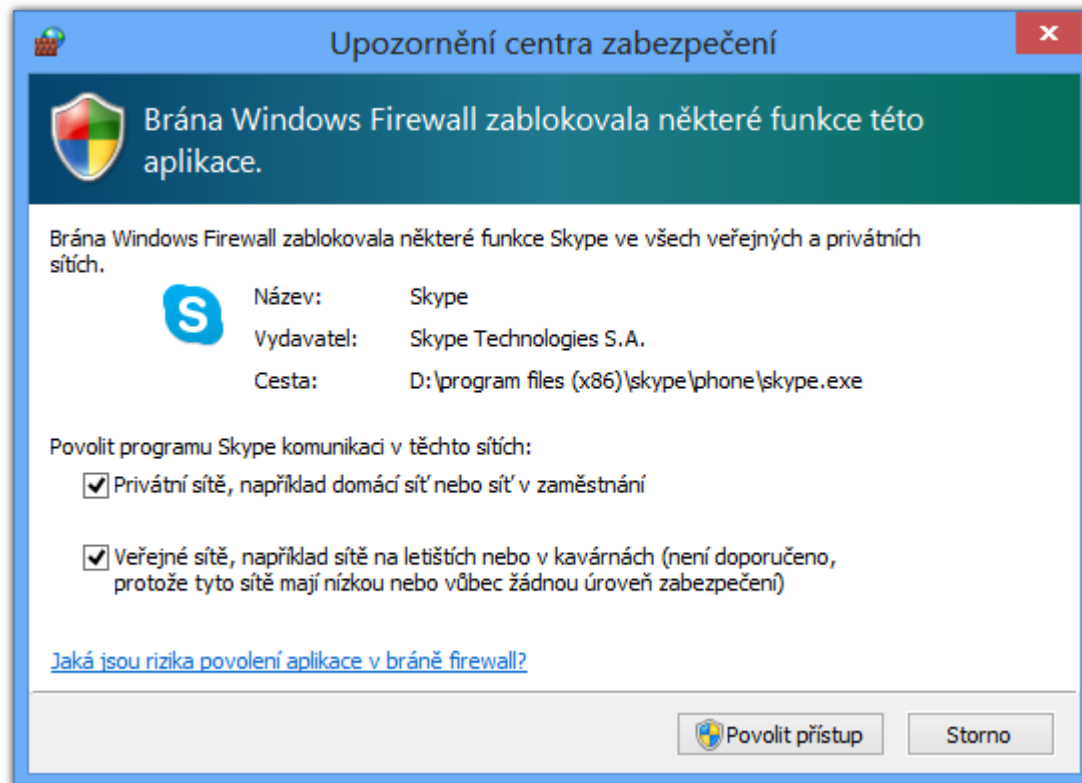 Upozornění centra zabezpečení
Brána Windows Firewall zablokovala některé funkce této
aplikace.
Brána Windows Firewall zablokovala některé funkce Skype ve všech veřejných a privátních
sítích.
Název: Skype
Vydavatel: Skype Technologies S.A.
Cesta: D:\program files (x86)\skype\phone\skype.exe
Povolit programu Skype komunikaci v těchto sítích:
Privátní sítě, například domácí síť nebo síť v zaměstnání
Veřejné sítě, například sítě na letištích nebo v kavárnách (není doporučeno,
protože tyto sítě mají nízkou nebo vůbec žádnou úroveň zabezpečení)
Jaká jsou rizika povolení aplikace v bráně firewall?
Povolit přístup Storno